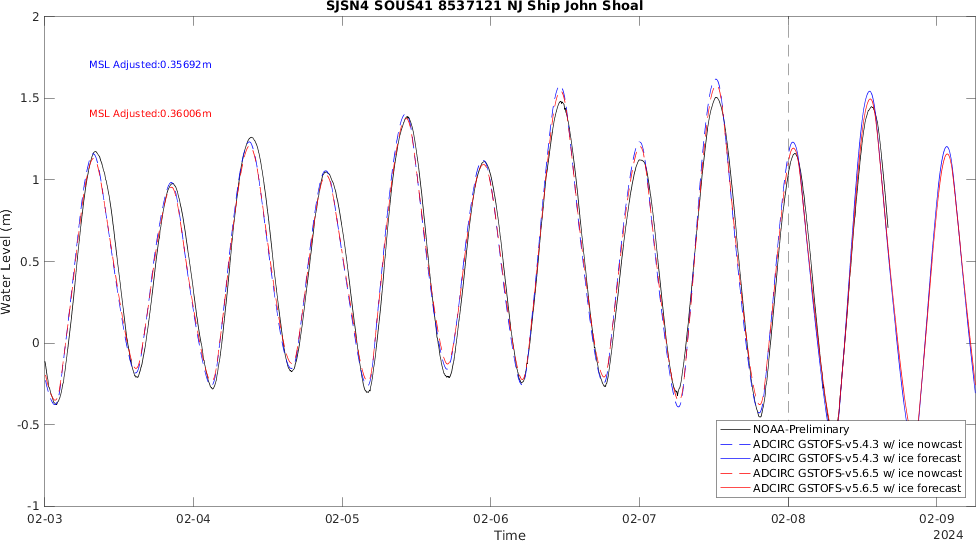 SJSN4 SOUS41 8537121 NJ Ship John Shoal
2
MSL Adjusted:0.35692m
1.5
MSL Adjusted:0.36006m
1
0.5
Water Level (m)
0
-0.5
-1
NOAA-Preliminary
ADCIRC GSTOFS-v5.4.3 w/ ice nowcast
ADCIRC GSTOFS-v5.4.3 w/ ice forecast
ADCIRC GSTOFS-v5.6.5 w/ ice nowcast
ADCIRC GSTOFS-v5.6.5 w/ ice forecast
02-03 02-04 02-05 02-06 02-07 02-08 02-09
Time
2024